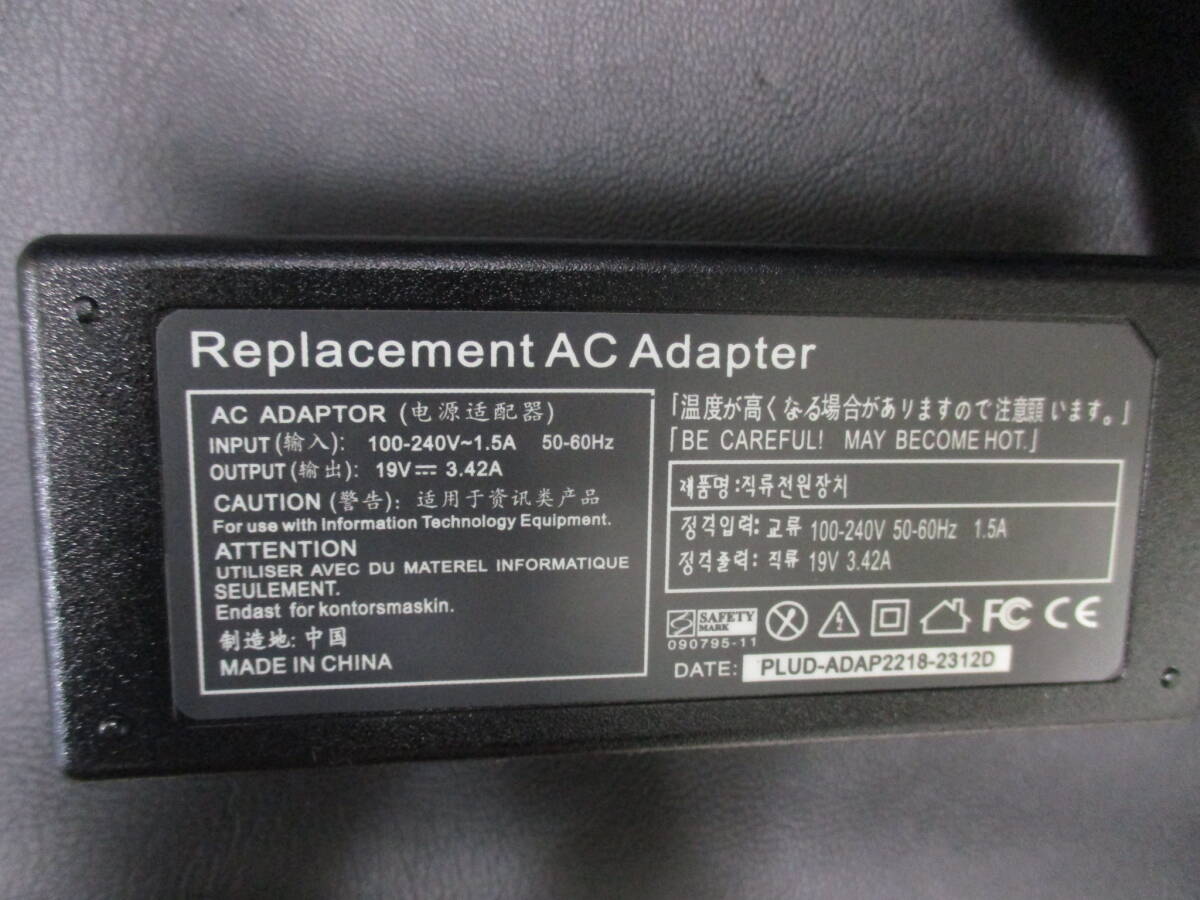 Replacement AC Adapter
AC ADAPTOR (电源适配器)
INPUT (输入): 100-240V~1.5A 50-60Hz
OUTPUT (输出): 19V⎓3.42A
CAUTION (警告): 适用于资讯类产品
For use with Information Technology Equipment.
ATTENTION
UTILISER AVEC DU MATEREL INFORMATIQUE
SEULEMENT.
Endast for kontorsmaskin.
制造地: 中国
MADE IN CHINA
「温度が高くなる場合がありますので注意願います。」
「BE CAREFUL! MAY BECOME HOT.」
제품명:직류전원장치
정격입력: 교류 100-240V 50-60Hz 1.5A
정격출력: 직류 19V 3.42A
S SAFETY
MARK
FC CE
090795-11
DATE: PLUD-ADAP2218-2312D